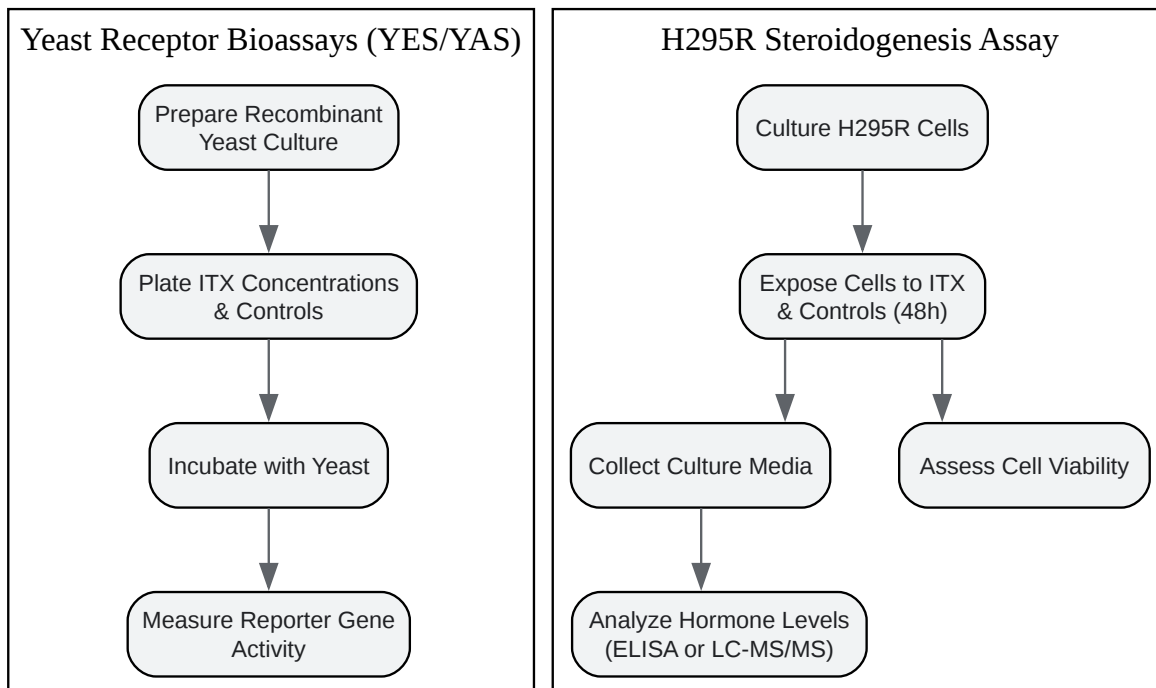 Yeast Receptor Bioassays (YES/YAS)
Prepare Recombinant
Yeast Culture
Plate ITX Concentrations
& Controls
Incubate with Yeast
Measure Reporter Gene
Activity
H295R Steroidogenesis Assay
Culture H295R Cells
Expose Cells to ITX
& Controls (48h)
Collect Culture Media
Assess Cell Viability
Analyze Hormone Levels
(ELISA or LC-MS/MS)